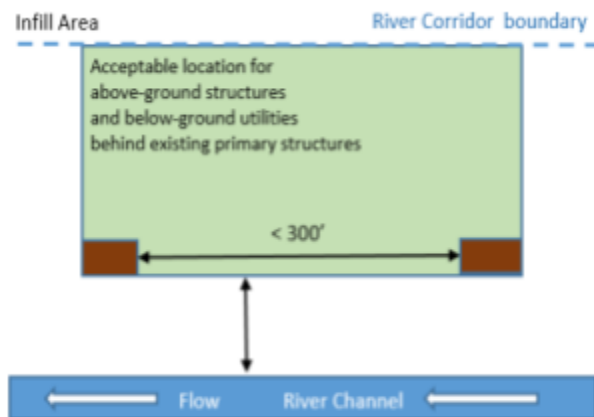 Infill Area
River Corridor boundary
Acceptable location for
above-ground structures
and below-ground utilities
behind existing primary structures
< 300'
Flow
River Channel